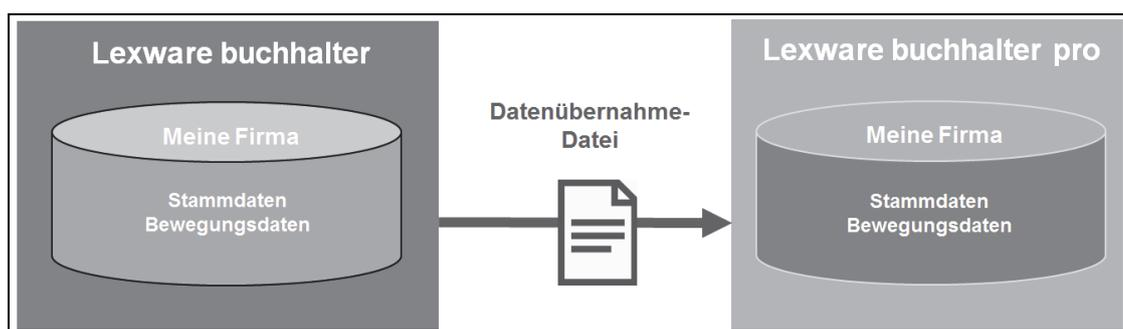 Lexware buchhalter
Meine Firma
Stammdaten
Bewegungsdaten
Datenübernahme-
Datei
Lexware buchhalter pro
Meine Firma
Stammdaten
Bewegungsdaten